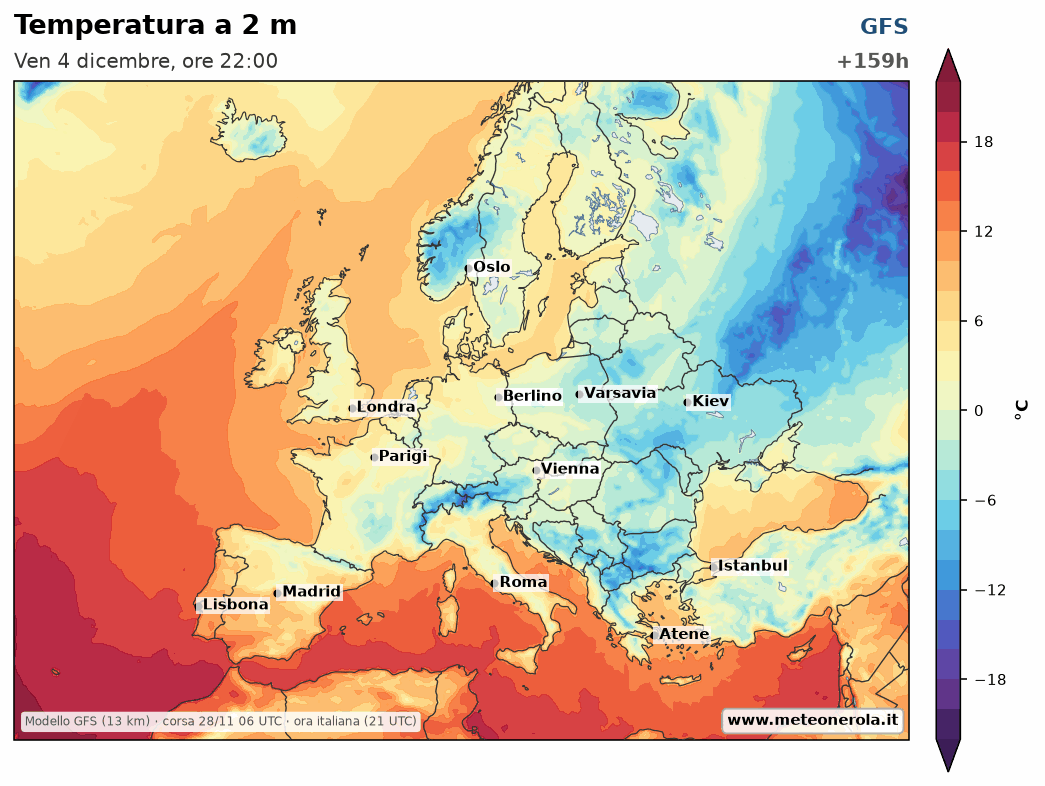 Temperatura a 2 m
GFS
Ven 4 dicembre, ore 22:00
+159h
18
12
6
0
−6
−12
−18
°C
Oslo
Londra
Berlino
Varsavia
Kiev
Parigi
Vienna
Istanbul
Roma
Madrid
Lisbona
Atene
Modello GFS (13 km) · corsa 28/11 06 UTC · ora italiana (21 UTC)
www.meteonerola.it